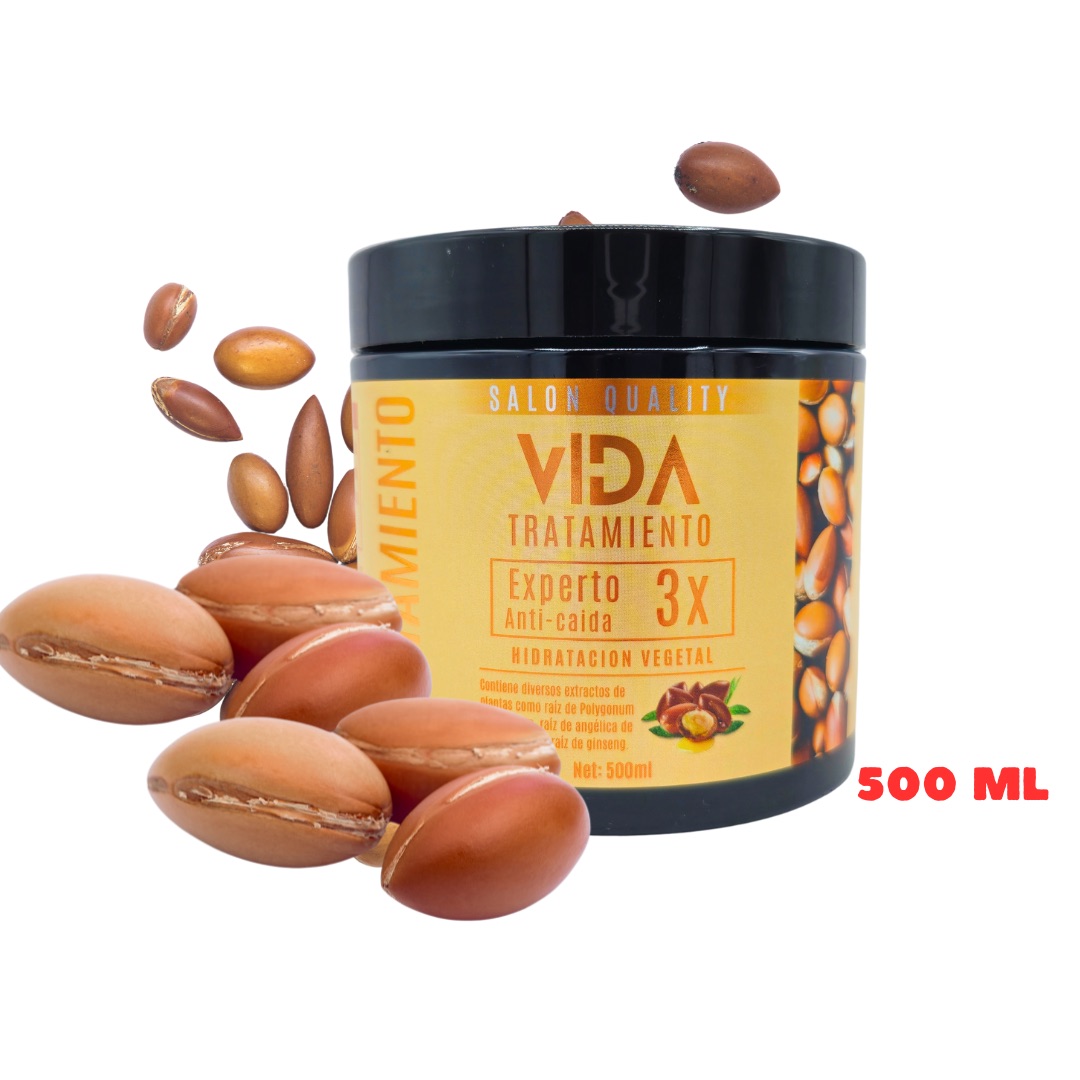 SALON QUALITY
VIDA
TRATAMIENTO
Experto 3x
Anti-caida
HIDRATACION VEGETAL
Contiene diversos extractos de
plantas como raíz de Polygonum
raíz de angélica de
raíz de ginseng.
Net: 500ml
AMIENTO
500 ML